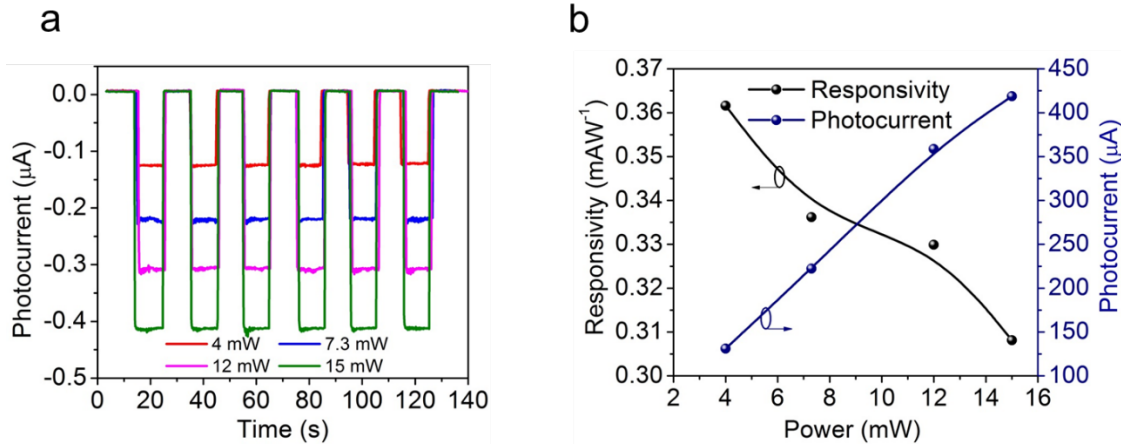 a
0.0
-0.1
-0.2
-0.3
-0.4
-0.5
Photocurrent (μA)
4 mW
7.3 mW
12 mW
15 mW
0 20 40 60 80 100 120 140
Time (s)
b
0.37
0.36
0.35
0.33
0.32
0.31
0.30
Responsivity (mAW⁻¹)
Responsivity
Photocurrent
450
400
350
300
250
200
150
100
Photocurrent (μA)
2 4 6 8 10 12 14 16
Power (mW)